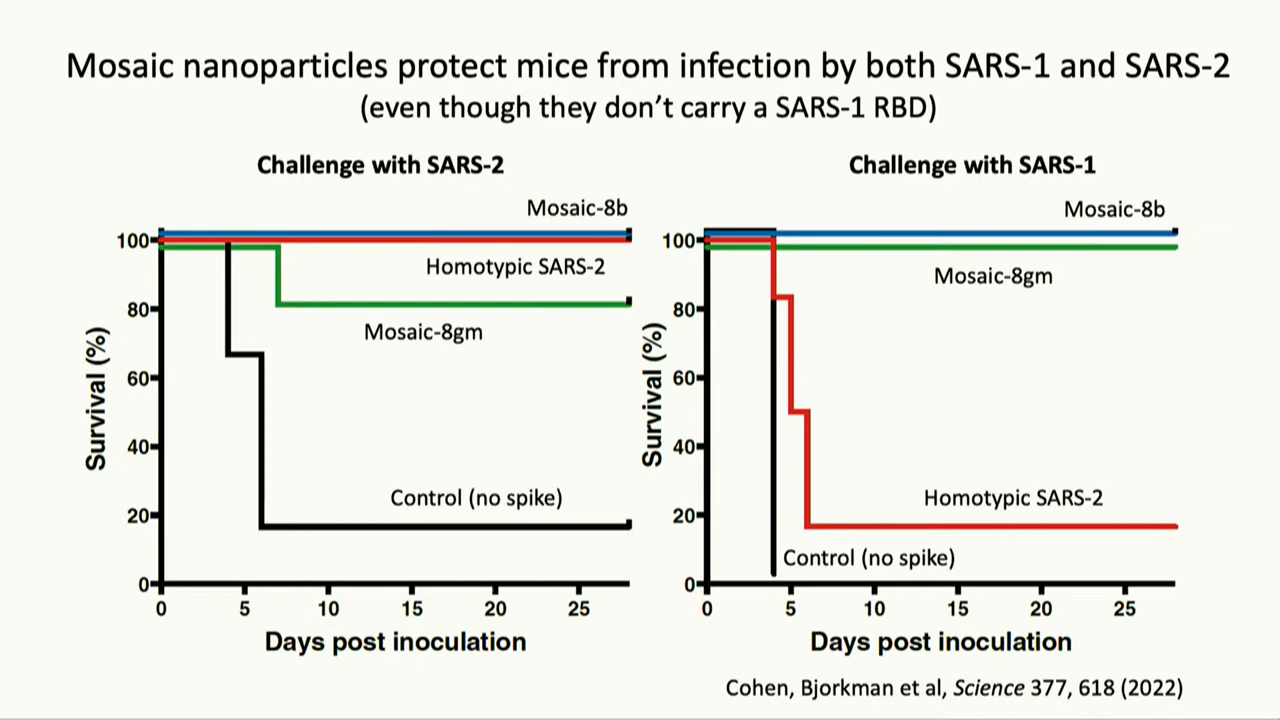 Mosaic nanoparticles protect mice from infection by both SARS-1 and SARS-2
(even though they don’t carry a SARS-1 RBD)
Challenge with SARS-2
Mosaic-8b
Homotypic SARS-2
Mosaic-8gm
Control (no spike)
Survival (%)
100
80
60
40
20
0
0 5 10 15 20 25
Days post inoculation
Challenge with SARS-1
Mosaic-8b
Mosaic-8gm
Homotypic SARS-2
Control (no spike)
Survival (%)
100
80
60
40
20
0
0 5 10 15 20 25
Days post inoculation
Cohen, Bjorkman et al, Science 377, 618 (2022)